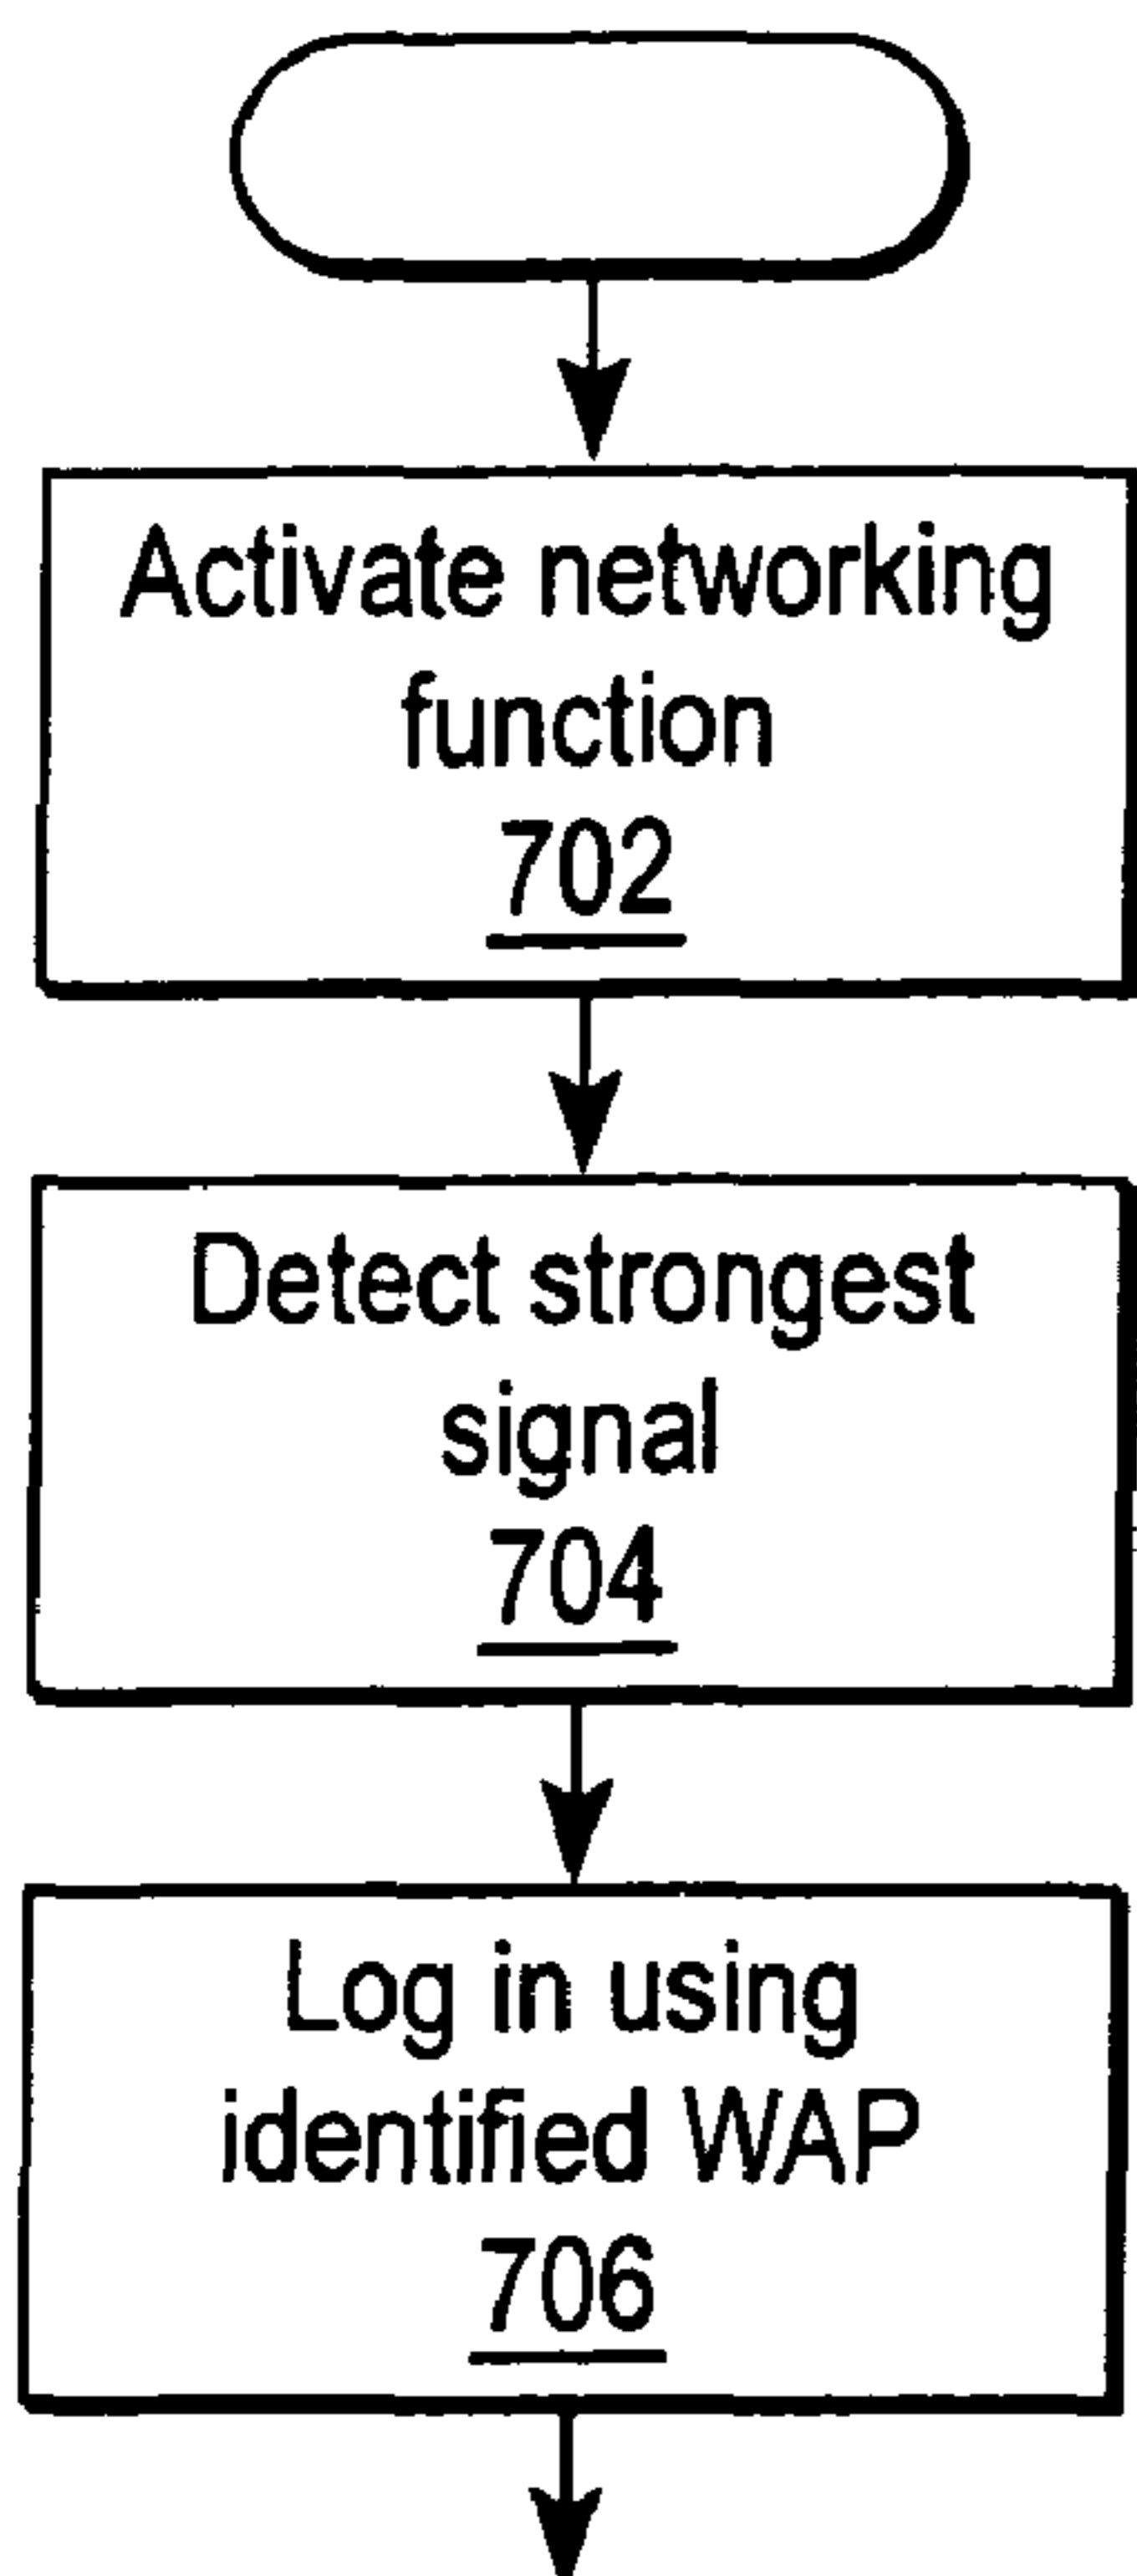 Activate networking
function
702
Detect strongest
signal
704
Log in using
identified WAP
706